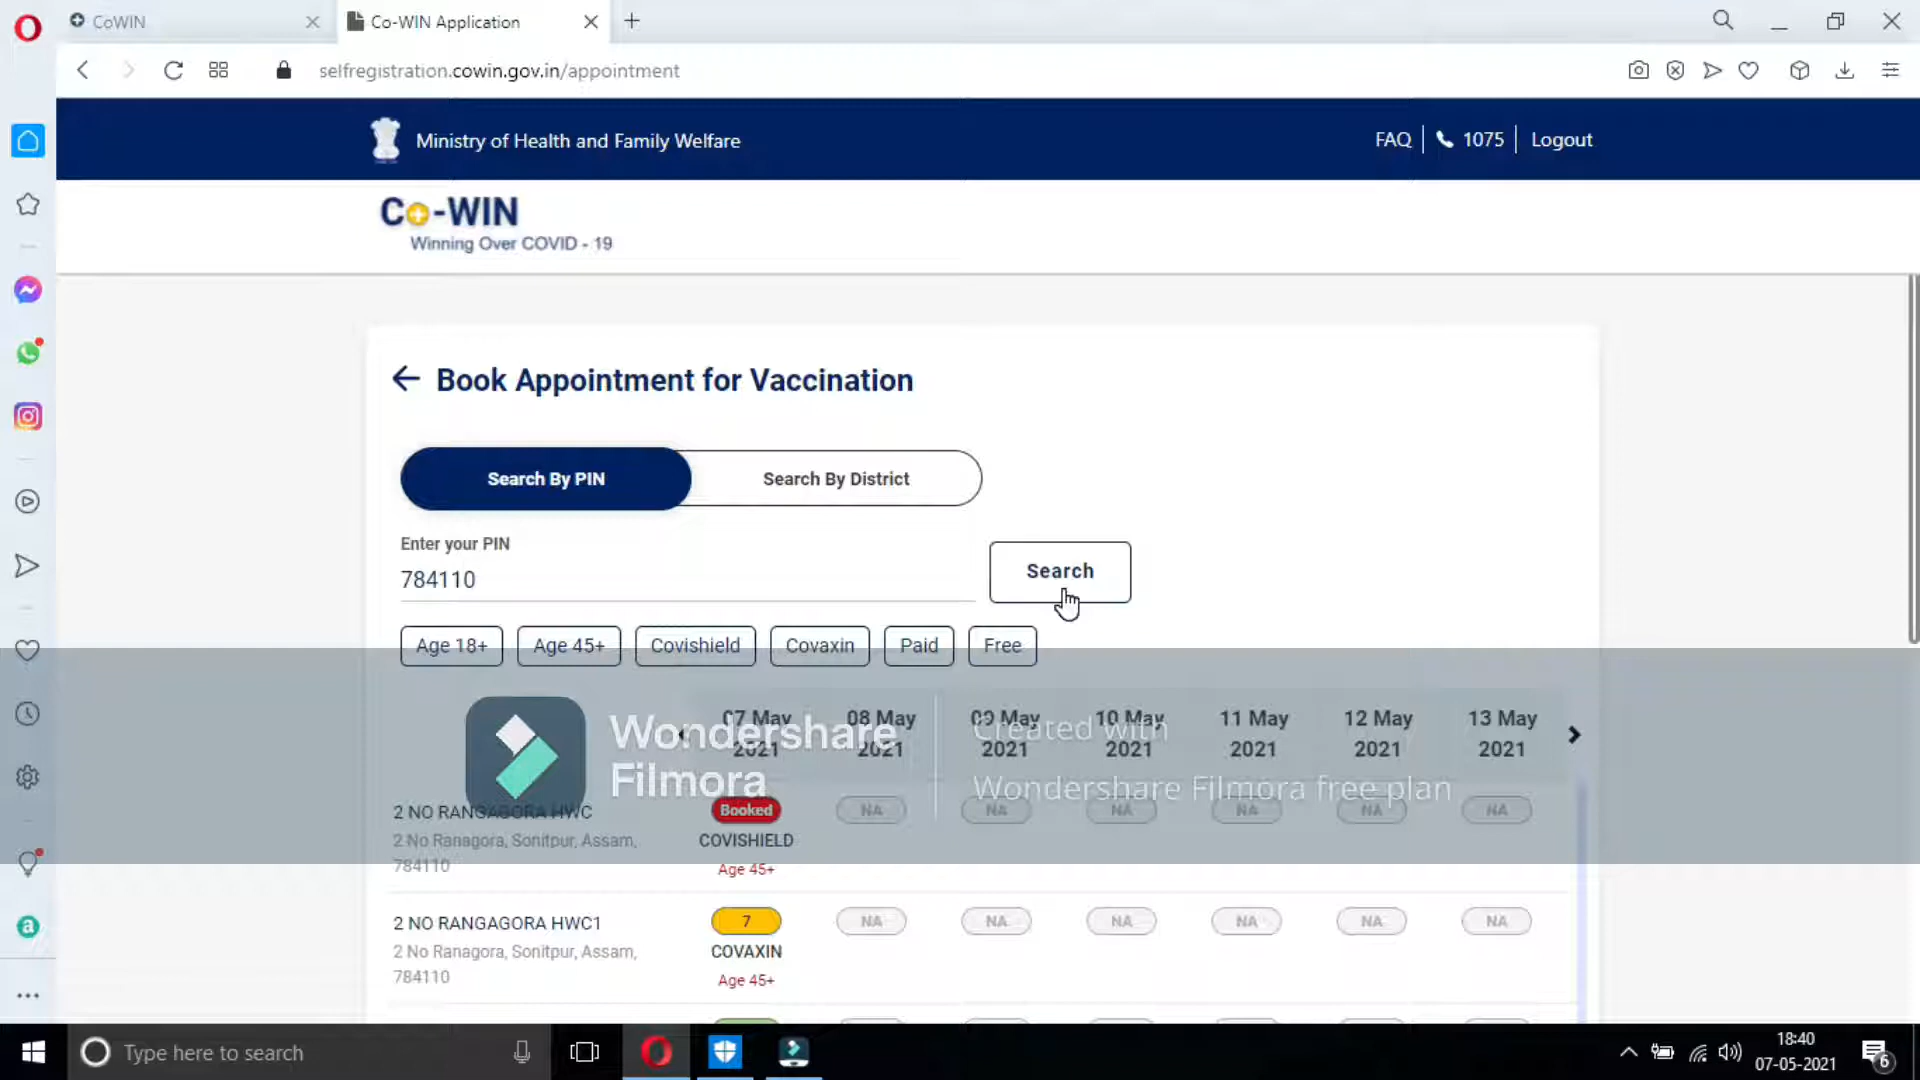 CoWIN
Co-WIN Application
selfregistration.cowin.gov.in/appointment
Ministry of Health and Family Welfare
FAQ
1075
Logout
Co-WIN
Winning Over COVID - 19
Book Appointment for Vaccination
Search By PIN
Search By District
Enter your PIN
784110
Search
Age 18+
Age 45+
Covishield
Covaxin
Paid
Free
07 May 2021
08 May 2021
09 May 2021
10 May 2021
11 May 2021
12 May 2021
13 May 2021
Wondershare
Filmora
Created with
Wondershare Filmora free plan
2 NO RANGAGORA HWC
2 No Ranagora, Sonitpur, Assam,
784110
Booked
NA
NA
NA
NA
NA
NA
COVISHIELD
Age 45+
2 NO RANGAGORA HWC1
2 No Ranagora, Sonitpur, Assam,
784110
7
NA
NA
NA
NA
NA
NA
COVAXIN
Age 45+
a
Type here to search
18:40
07-05-2021
6